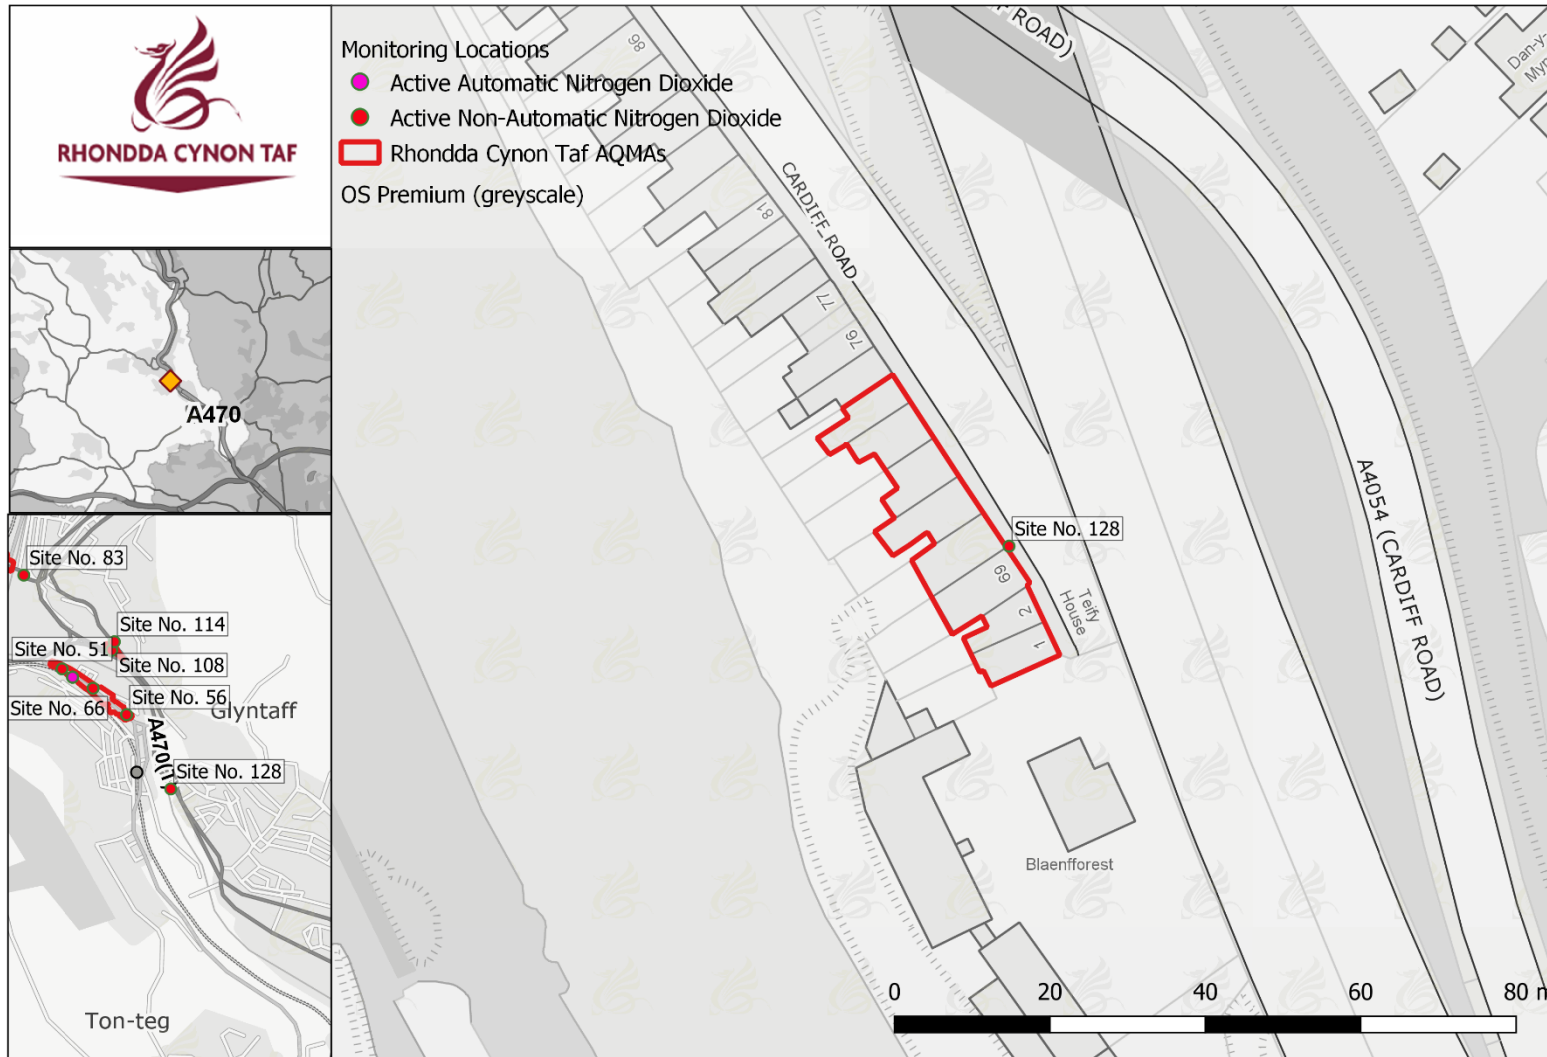 RHONDDA CYNON TAF
Monitoring Locations
Active Automatic Nitrogen Dioxide
Active Non-Automatic Nitrogen Dioxide
Rhondda Cynon Taf AQMAs
OS Premium (greyscale)
A470
Site No. 83
Site No. 114
Site No. 51
Site No. 108
Site No. 56
Site No. 66
Glyntaff
A470(T)
Site No. 128
Ton-teg
ROAD)
Dan-y-
86
CARDIFF ROAD
81
77
76
Site No. 128
69
2
1
Teify
House
A4054 (CARDIFF ROAD)
Blaenfforest
0 20 40 60 80 m